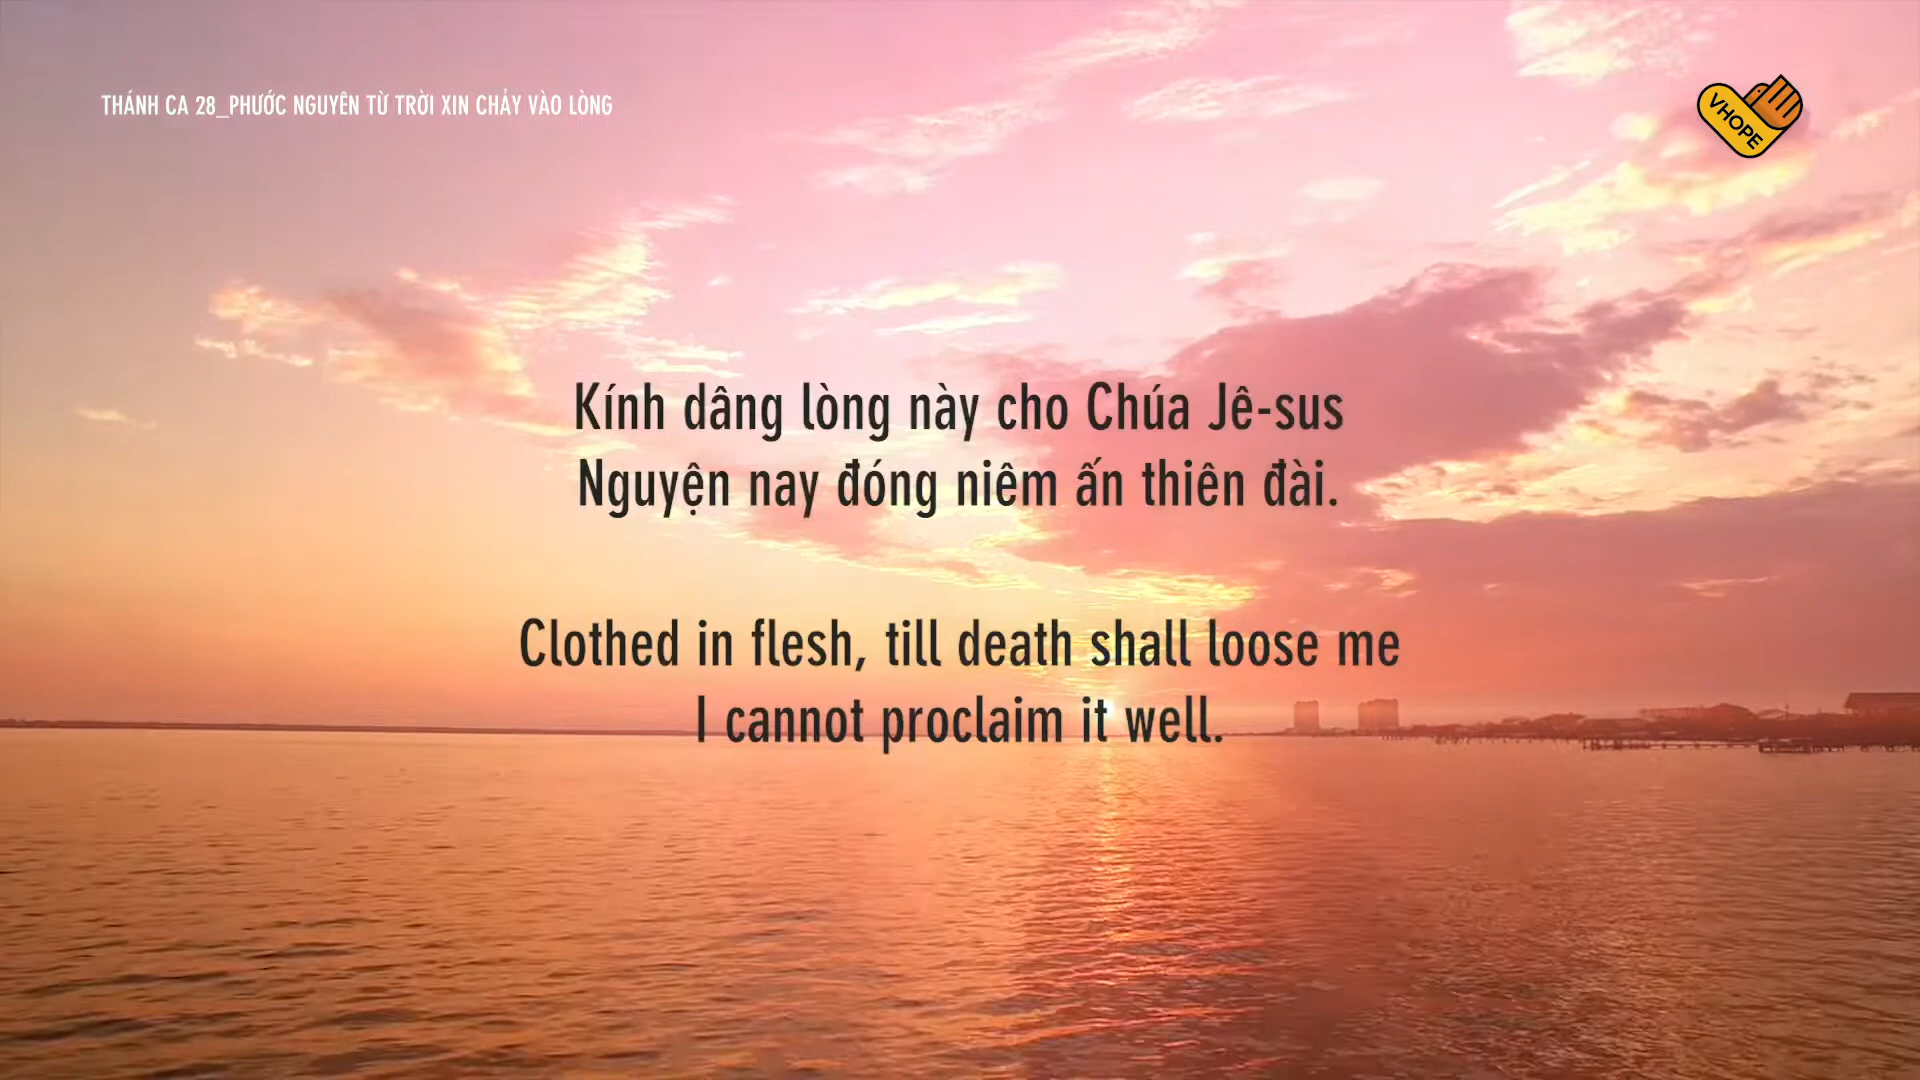 THÁNH CA 28_PHƯỚC NGUYÊN TỪ TRỜI XIN CHẢY VÀO LÒNG
VHOPE
Kính dâng lòng này cho Chúa Jê-sus
Nguyện nay đóng niêm ấn thiên đài.
Clothed in flesh, till death shall loose me
I cannot proclaim it well.